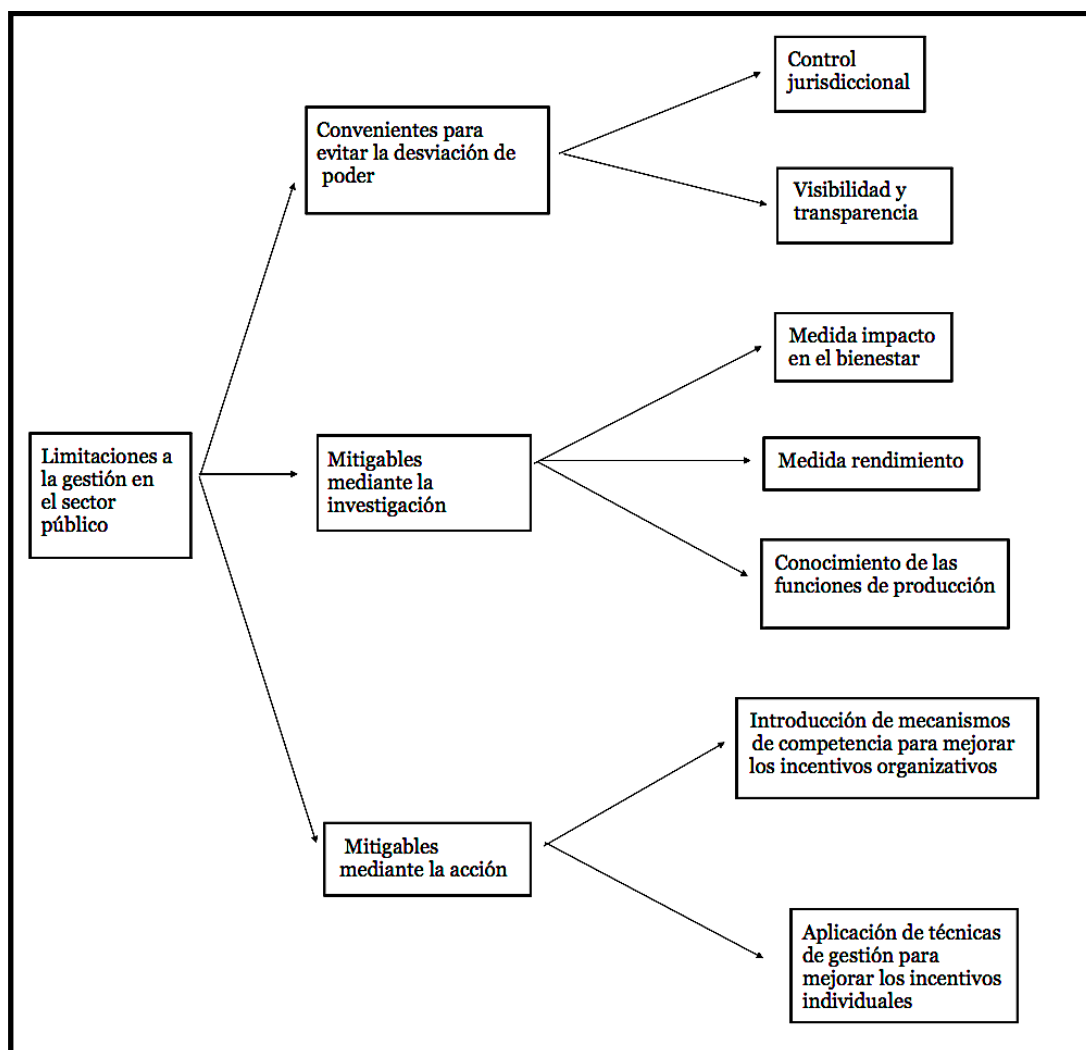 Limitaciones a
la gestión en
el sector
público
Convenientes para
evitar la desviación de
poder
Control
jurisdiccional
Visibilidad y
transparencia
Mitigables
mediante la
investigación
Medida impacto
en el bienestar
Medida rendimiento
Conocimiento de las
funciones de producción
Mitigables
mediante la acción
Introducción de mecanismos
de competencia para mejorar
los incentivos organizativos
Aplicación de técnicas
de gestión para
mejorar los incentivos
individuales